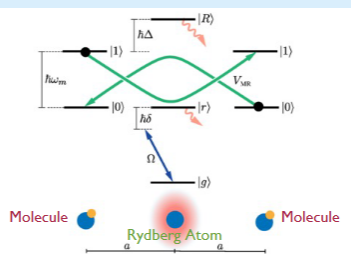 |R⟩
ħΔ
|1⟩ |1⟩
ħω_m V_MR
|0⟩ |r⟩ |0⟩
ħδ
Ω
|g⟩
Molecule Molecule
Rydberg Atom
a a